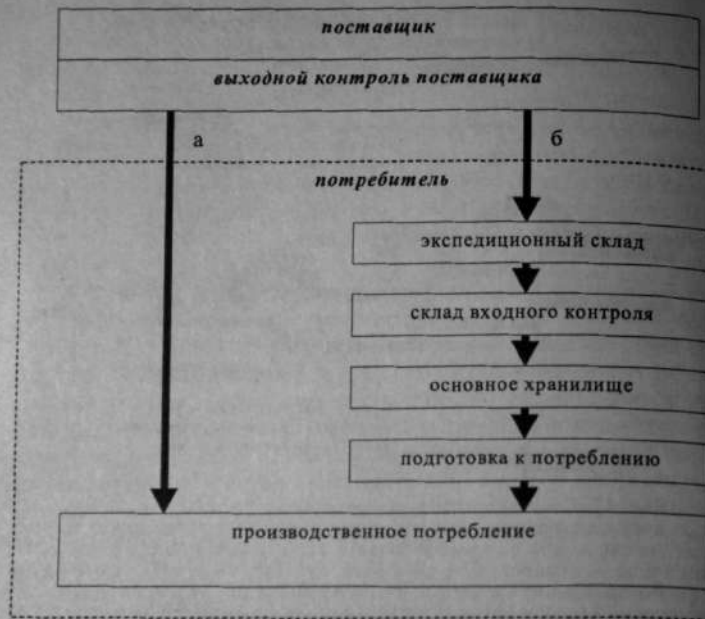 поставщик
выходной контроль поставщика
а
б
потребитель
экспедиционный склад
склад входного контроля
основное хранилище
подготовка к потреблению
производственное потребление